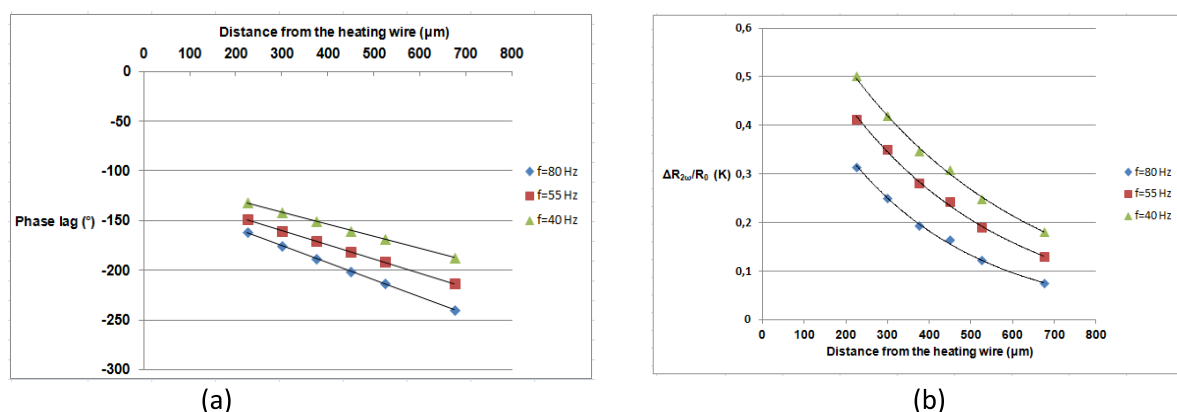 Distance from the heating wire (µm)
0 100 200 300 400 500 600 700 800
0
-50
-100
-150
-200
-250
-300
Phase lag (°)
f=80 Hz
f=55 Hz
f=40 Hz
(a)
0,6
0,5
0,4
0,3
0,2
0,1
0
ΔR2ω/R0 (K)
0 100 200 300 400 500 600 700 800
Distance from the heating wire (µm)
f=80 Hz
f=55 Hz
f=40 Hz
(b)